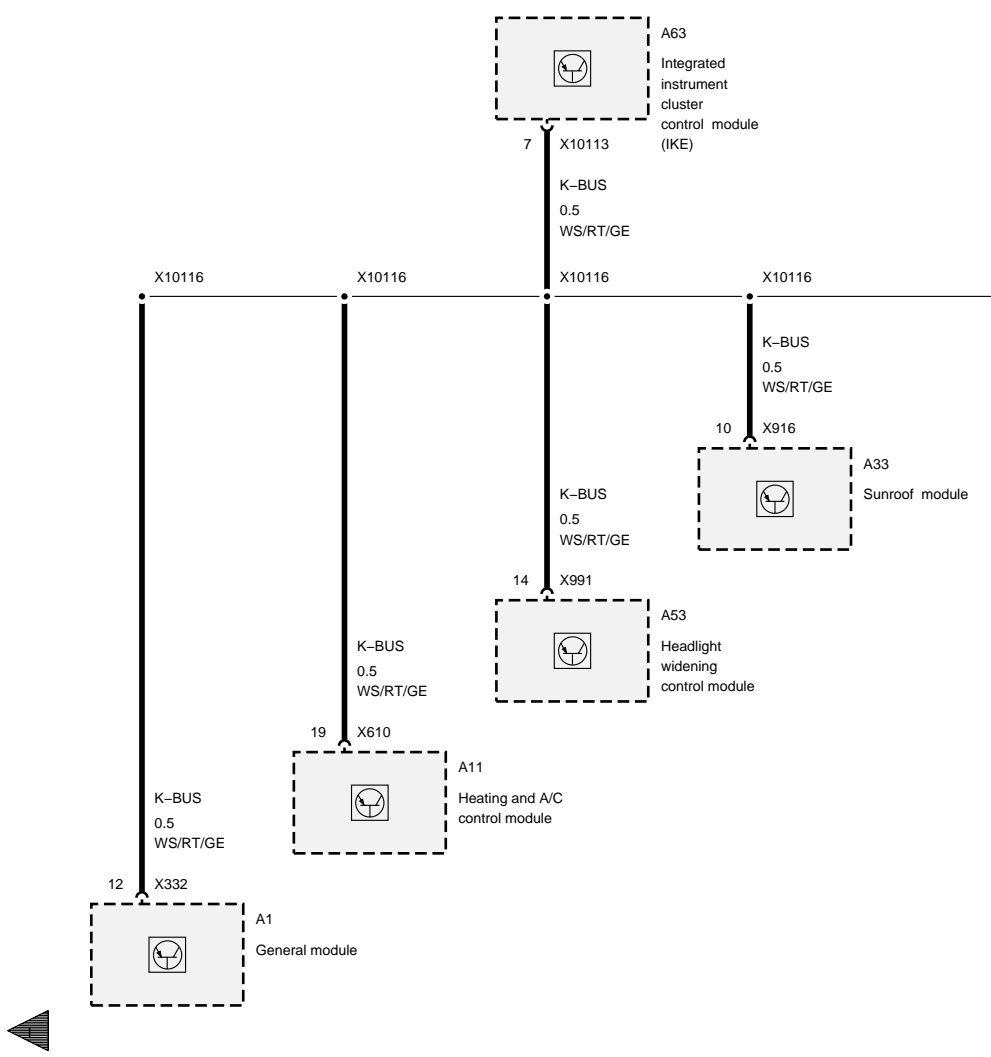 A63
Integrated
instrument
cluster
control module
(IKE)
7 X10113
K−BUS
0.5
WS/RT/GE
X10116 X10116 X10116 X10116
K−BUS
0.5
WS/RT/GE
10 X916
A33
Sunroof module
K−BUS
0.5
WS/RT/GE
14 X991
A53
Headlight
widening
control module
K−BUS
0.5
WS/RT/GE
19 X610
A11
Heating and A/C
control module
K−BUS
0.5
WS/RT/GE
12 X332
A1
General module